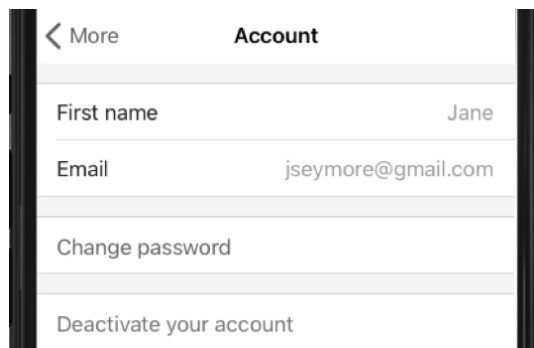 More Account
First name Jane
Email jseymore@gmail.com
Change password
Deactivate your account